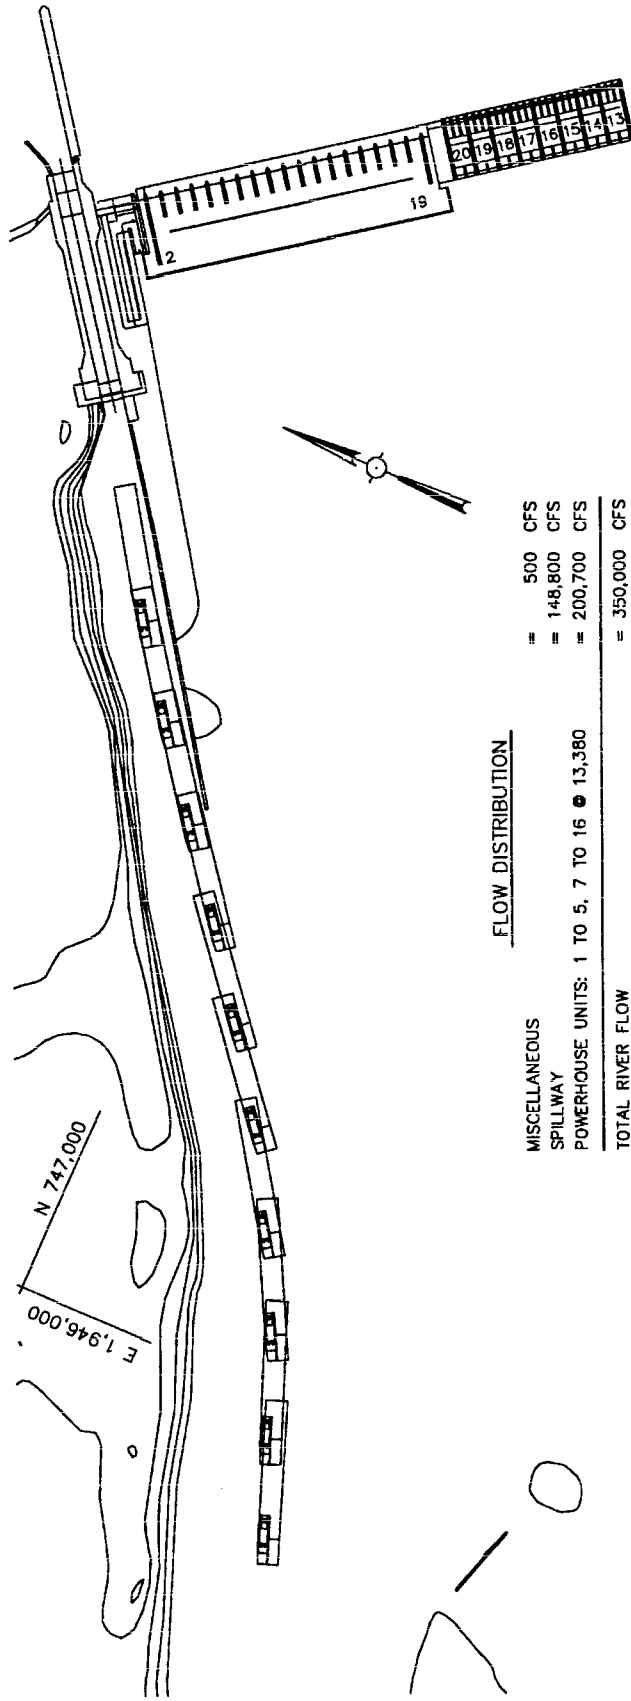 2
19
20 19 18 17 16 15 14 13
N 747,000
E 1,946,000
FLOW DISTRIBUTION
MISCELLANEOUS = 500 CFS
SPILLWAY = 148,800 CFS
POWERHOUSE UNITS: 1 TO 5, 7 TO 16 @ 13,380 = 200,700 CFS
TOTAL RIVER FLOW = 350,000 CFS